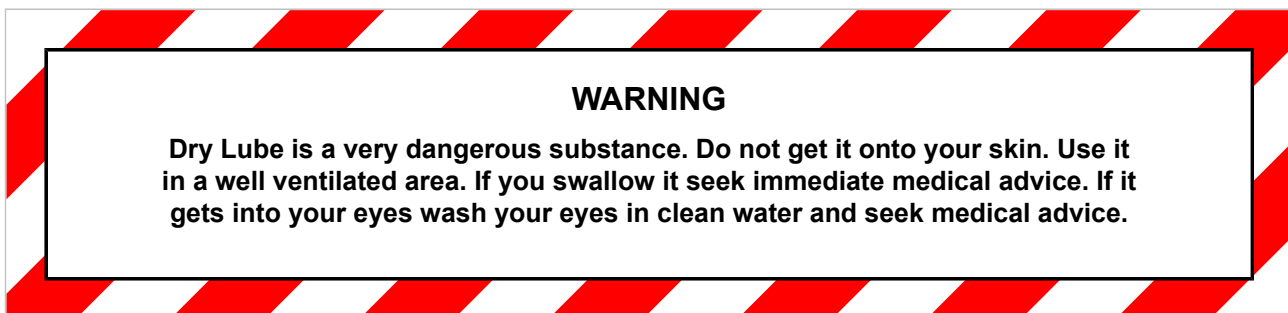 WARNING
Dry Lube is a very dangerous substance. Do not get it onto your skin. Use it
in a well ventilated area. If you swallow it seek immediate medical advice. If it
gets into your eyes wash your eyes in clean water and seek medical advice.